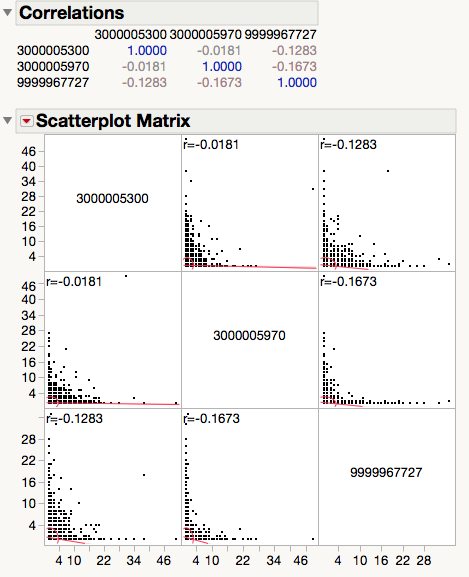 Correlations
3000005300 3000005970 9999967727
3000005300 1.0000 -0.0181 -0.1283
3000005970 -0.0181 1.0000 -0.1673
9999967727 -0.1283 -0.1673 1.0000
Scatterplot Matrix
r=-0.0181 r=-0.1283
46
40
34
28
22
16
10
4
3000005300
r=-0.0181 r=-0.1673
46
40
34
28
22
16
10
4
3000005970
r=-0.1283 r=-0.1673
28
22
16
10
4
9999967727
4 10 22 34 46 4 10 22 34 46 4 10 16 22 28